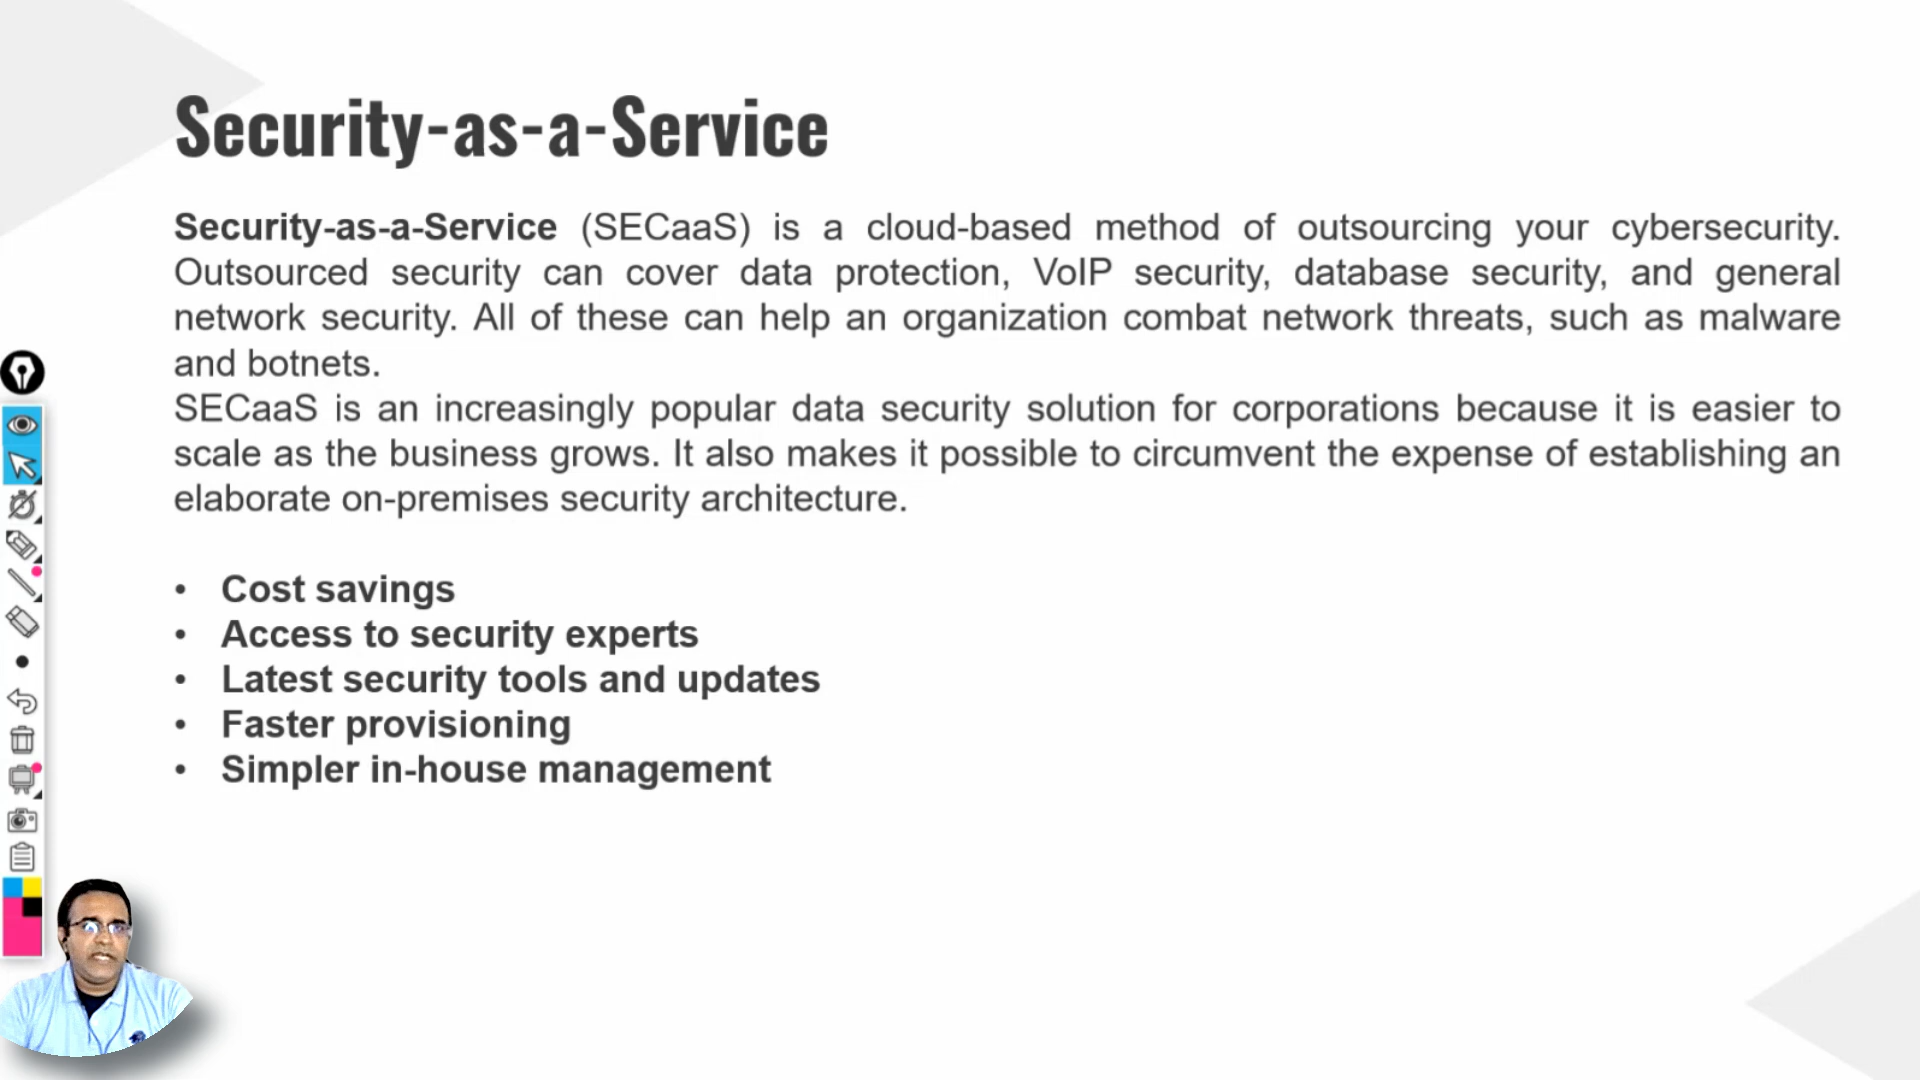 Security-as-a-Service
Security-as-a-Service (SECaaS) is a cloud-based method of outsourcing your cybersecurity.
Outsourced security can cover data protection, VoIP security, database security, and general
network security. All of these can help an organization combat network threats, such as malware
and botnets.
SECaaS is an increasingly popular data security solution for corporations because it is easier to
scale as the business grows. It also makes it possible to circumvent the expense of establishing an
elaborate on-premises security architecture.
• Cost savings
• Access to security experts
• Latest security tools and updates
• Faster provisioning
• Simpler in-house management